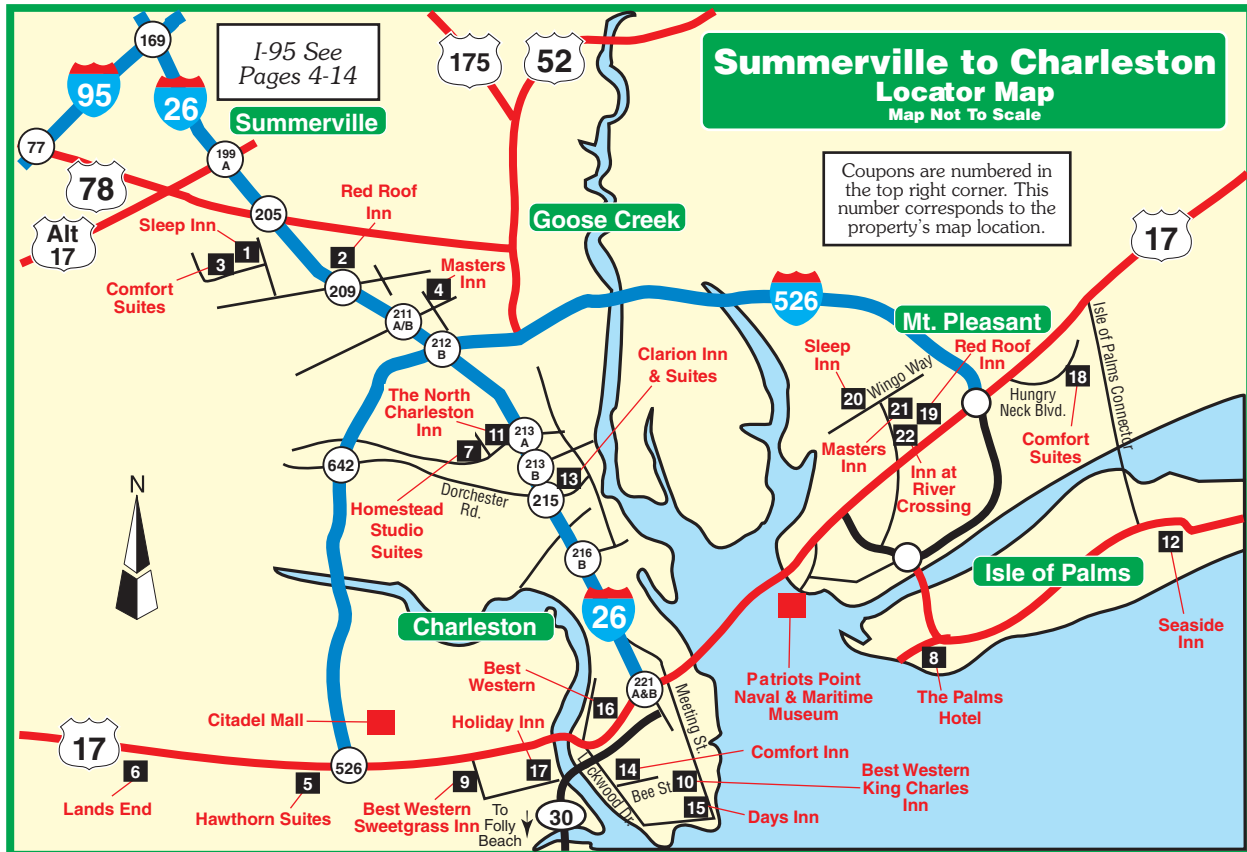 Summerville to Charleston
Locator Map
Map Not To Scale
I-95 See
Pages 4-14
Coupons are numbered in
the top right corner. This
number corresponds to the
property's map location.
169
95
26
175
52
Summerville
77
199
A
78
Alt
17
205
Red Roof
Inn
Sleep Inn
1
2
3
Comfort
Suites
209
Masters
Inn
4
211
A/B
212
B
Goose Creek
17
526
Mt. Pleasant
Isle of Palms Connector
Sleep
Inn
Red Roof
Inn
Wingo Way
20
21
19
22
18
Hungry
Neck Blvd.
Masters
Inn
Comfort
Suites
Inn at
River
Crossing
Clarion Inn
& Suites
The North
Charleston
Inn
11
7
213
A
213
B
13
215
642
Dorchester
Rd.
Homestead
Studio
Suites
N
216
B
26
Charleston
Isle of Palms
12
Seaside
Inn
8
The Palms
Hotel
Patriots Point
Naval & Maritime
Museum
221
A&B
Meeting St.
Best
Western
16
Citadel Mall
Holiday Inn
17
526
6
Lands End
5
Hawthorn Suites
9
Best Western
Sweetgrass Inn
17
To
Folly
Beach
30
Lockwood Dr.
14
Bee St.
10
15
Comfort Inn
Best Western
King Charles
Inn
Days Inn